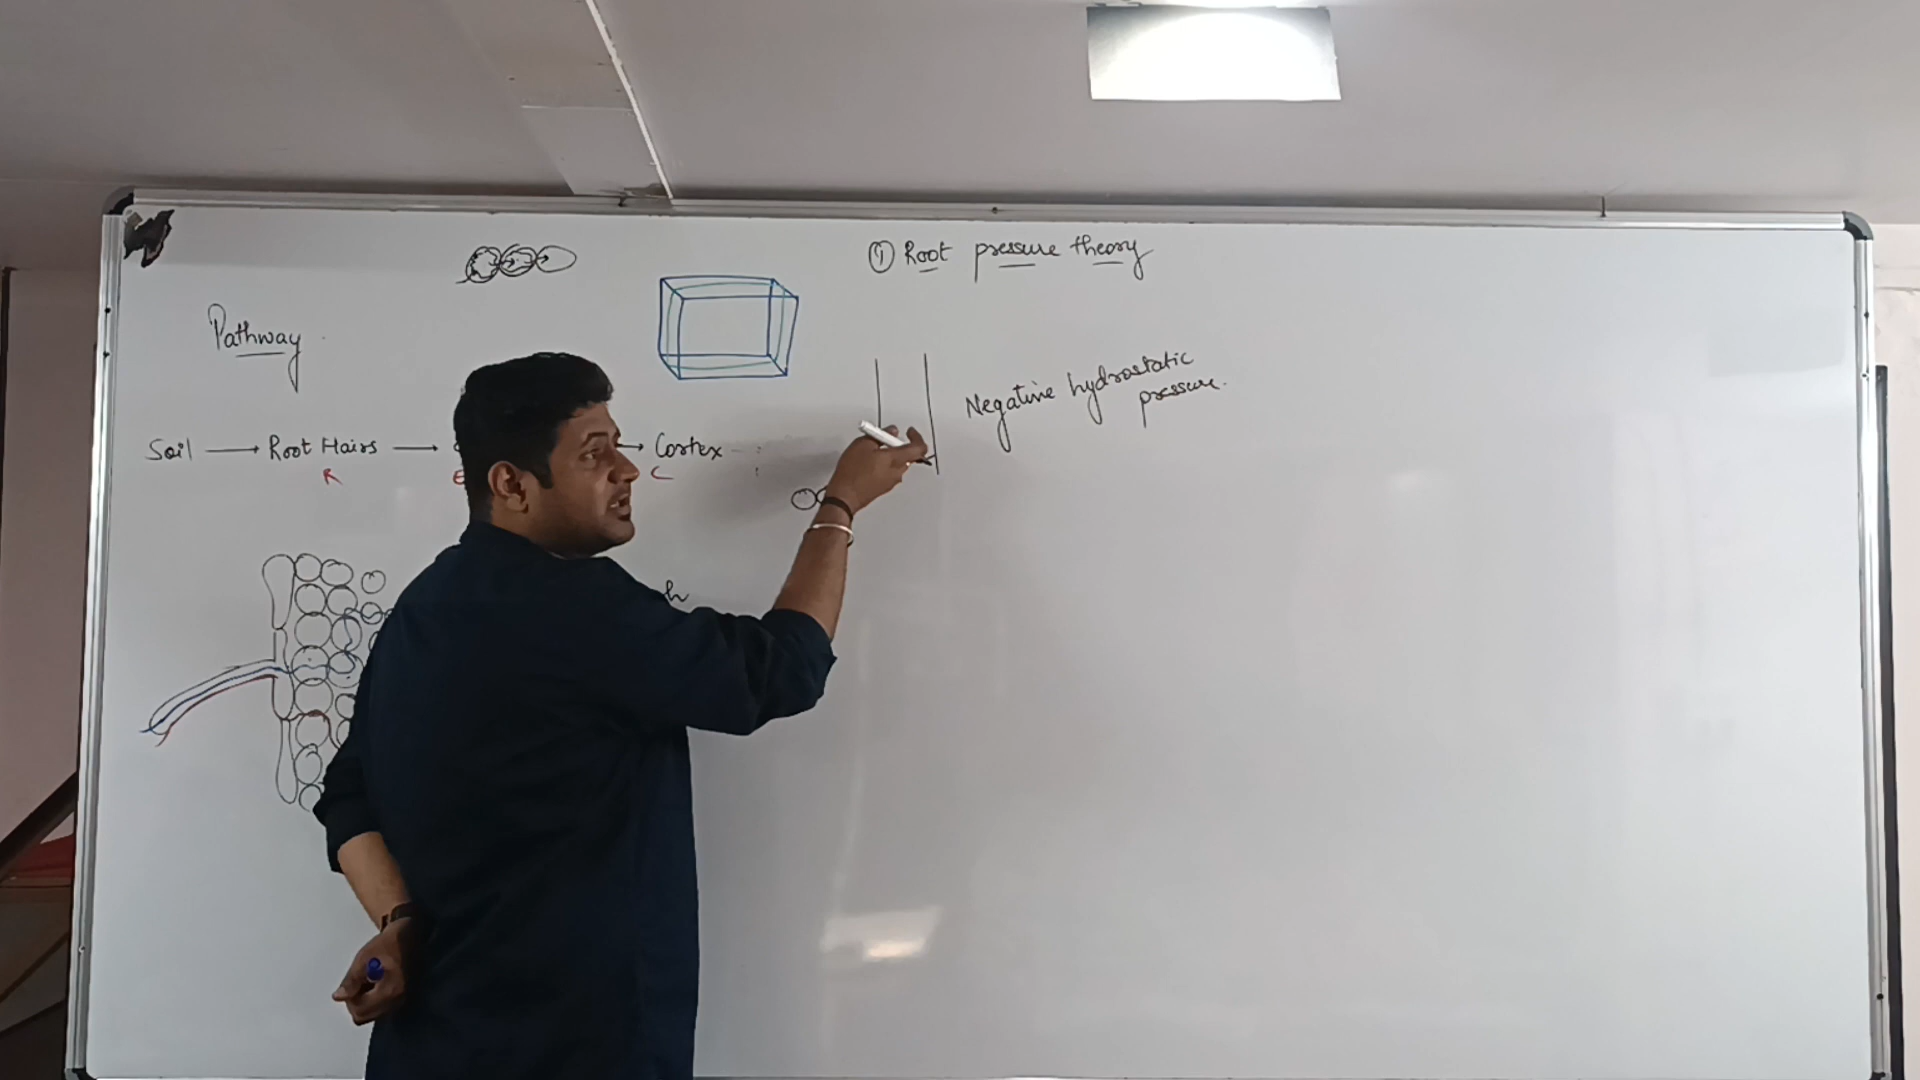 ① Root pressure theory
Pathway
Negative hydrostatic
pressure.
Soil → Root Hairs → → Cortex
R E C